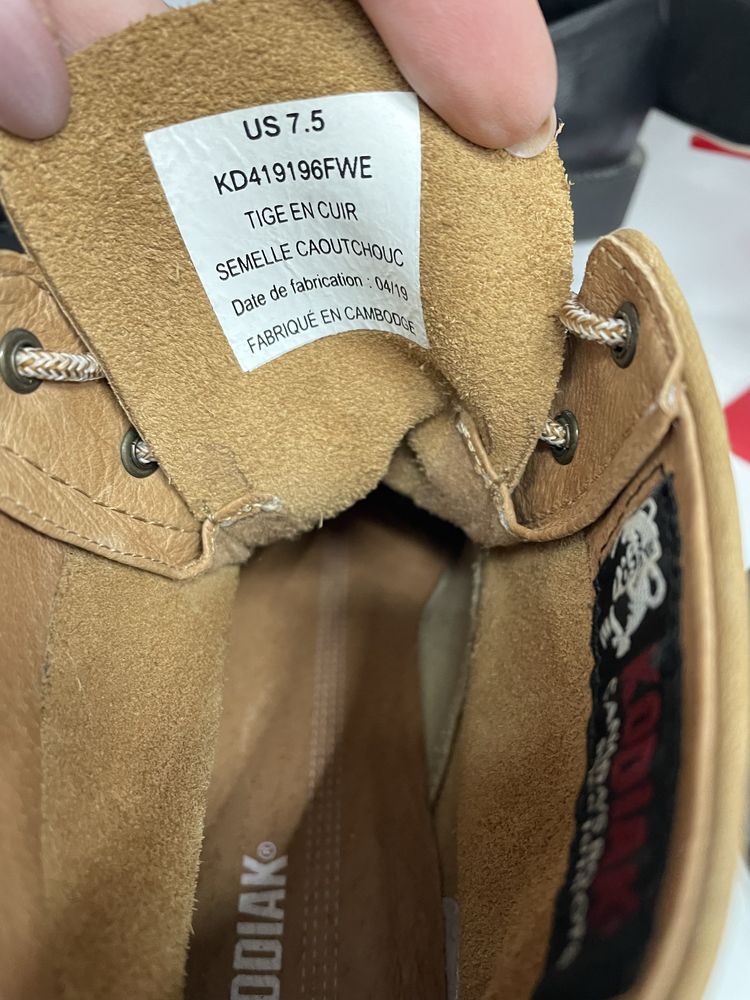 US 7.5
KD419196FWE
TIGE EN CUIR
SEMELLE CAOUTCHOUC
Date de fabrication : 04/19
FABRIQUÉ EN CAMBODGE
KODIAK
ODIAK®